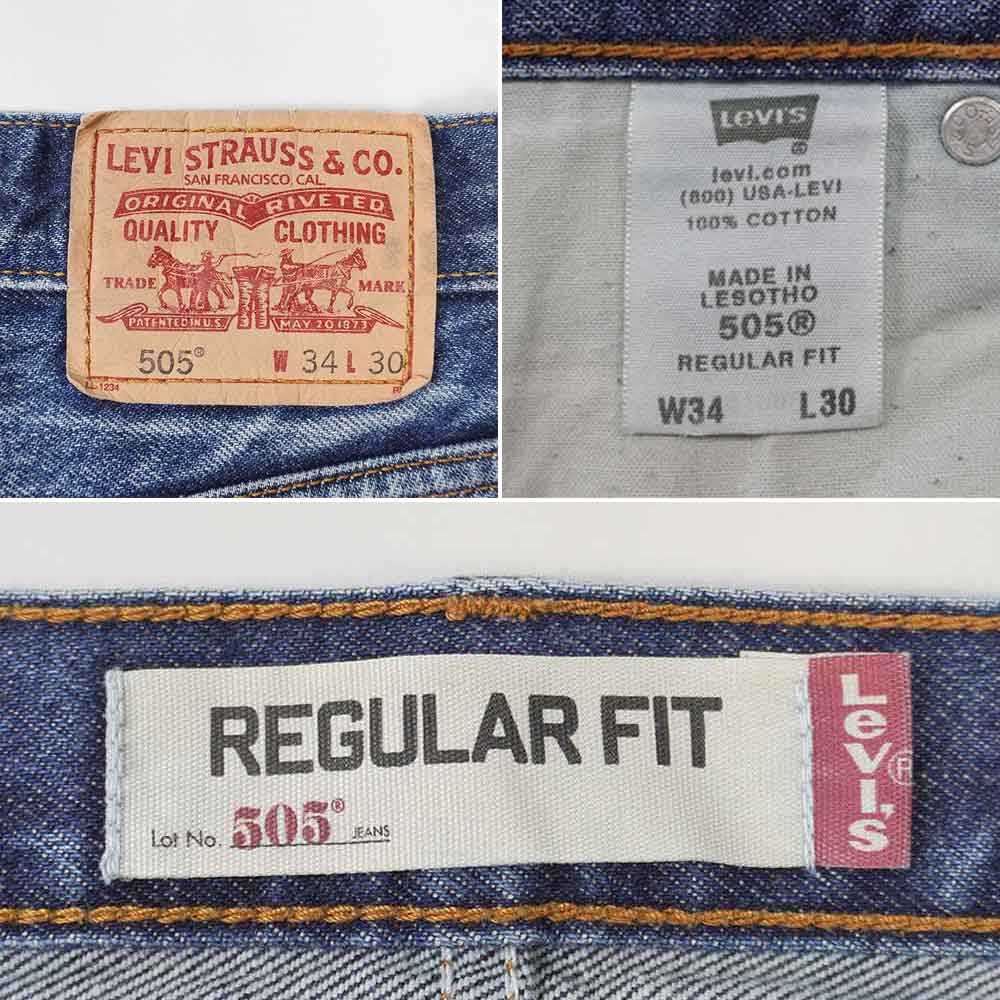 LEVI STRAUSS & CO.
SAN FRANCISCO, CAL.
ORIGINAL RIVETED
QUALITY CLOTHING
TRADE MARK
PATENTED IN U.S. MAY 20 1873
505® W 34 L 30
LL-1234
LEVI'S®
levi.com
(800) USA-LEVI
100% COTTON
MADE IN
LESOTHO
505®
REGULAR FIT
W34 L30
REGULAR FIT
Lot No. 505® JEANS
LEVI'S
®